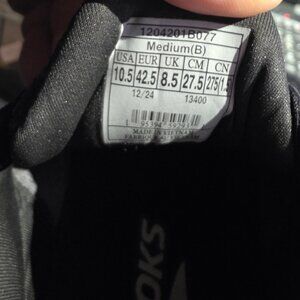 1204201B077
Medium(B)
USA EUR UK CM CN
10.5 42.5 8.5 27.5
12/24 13400
MADE IN VIETNAM
OKS